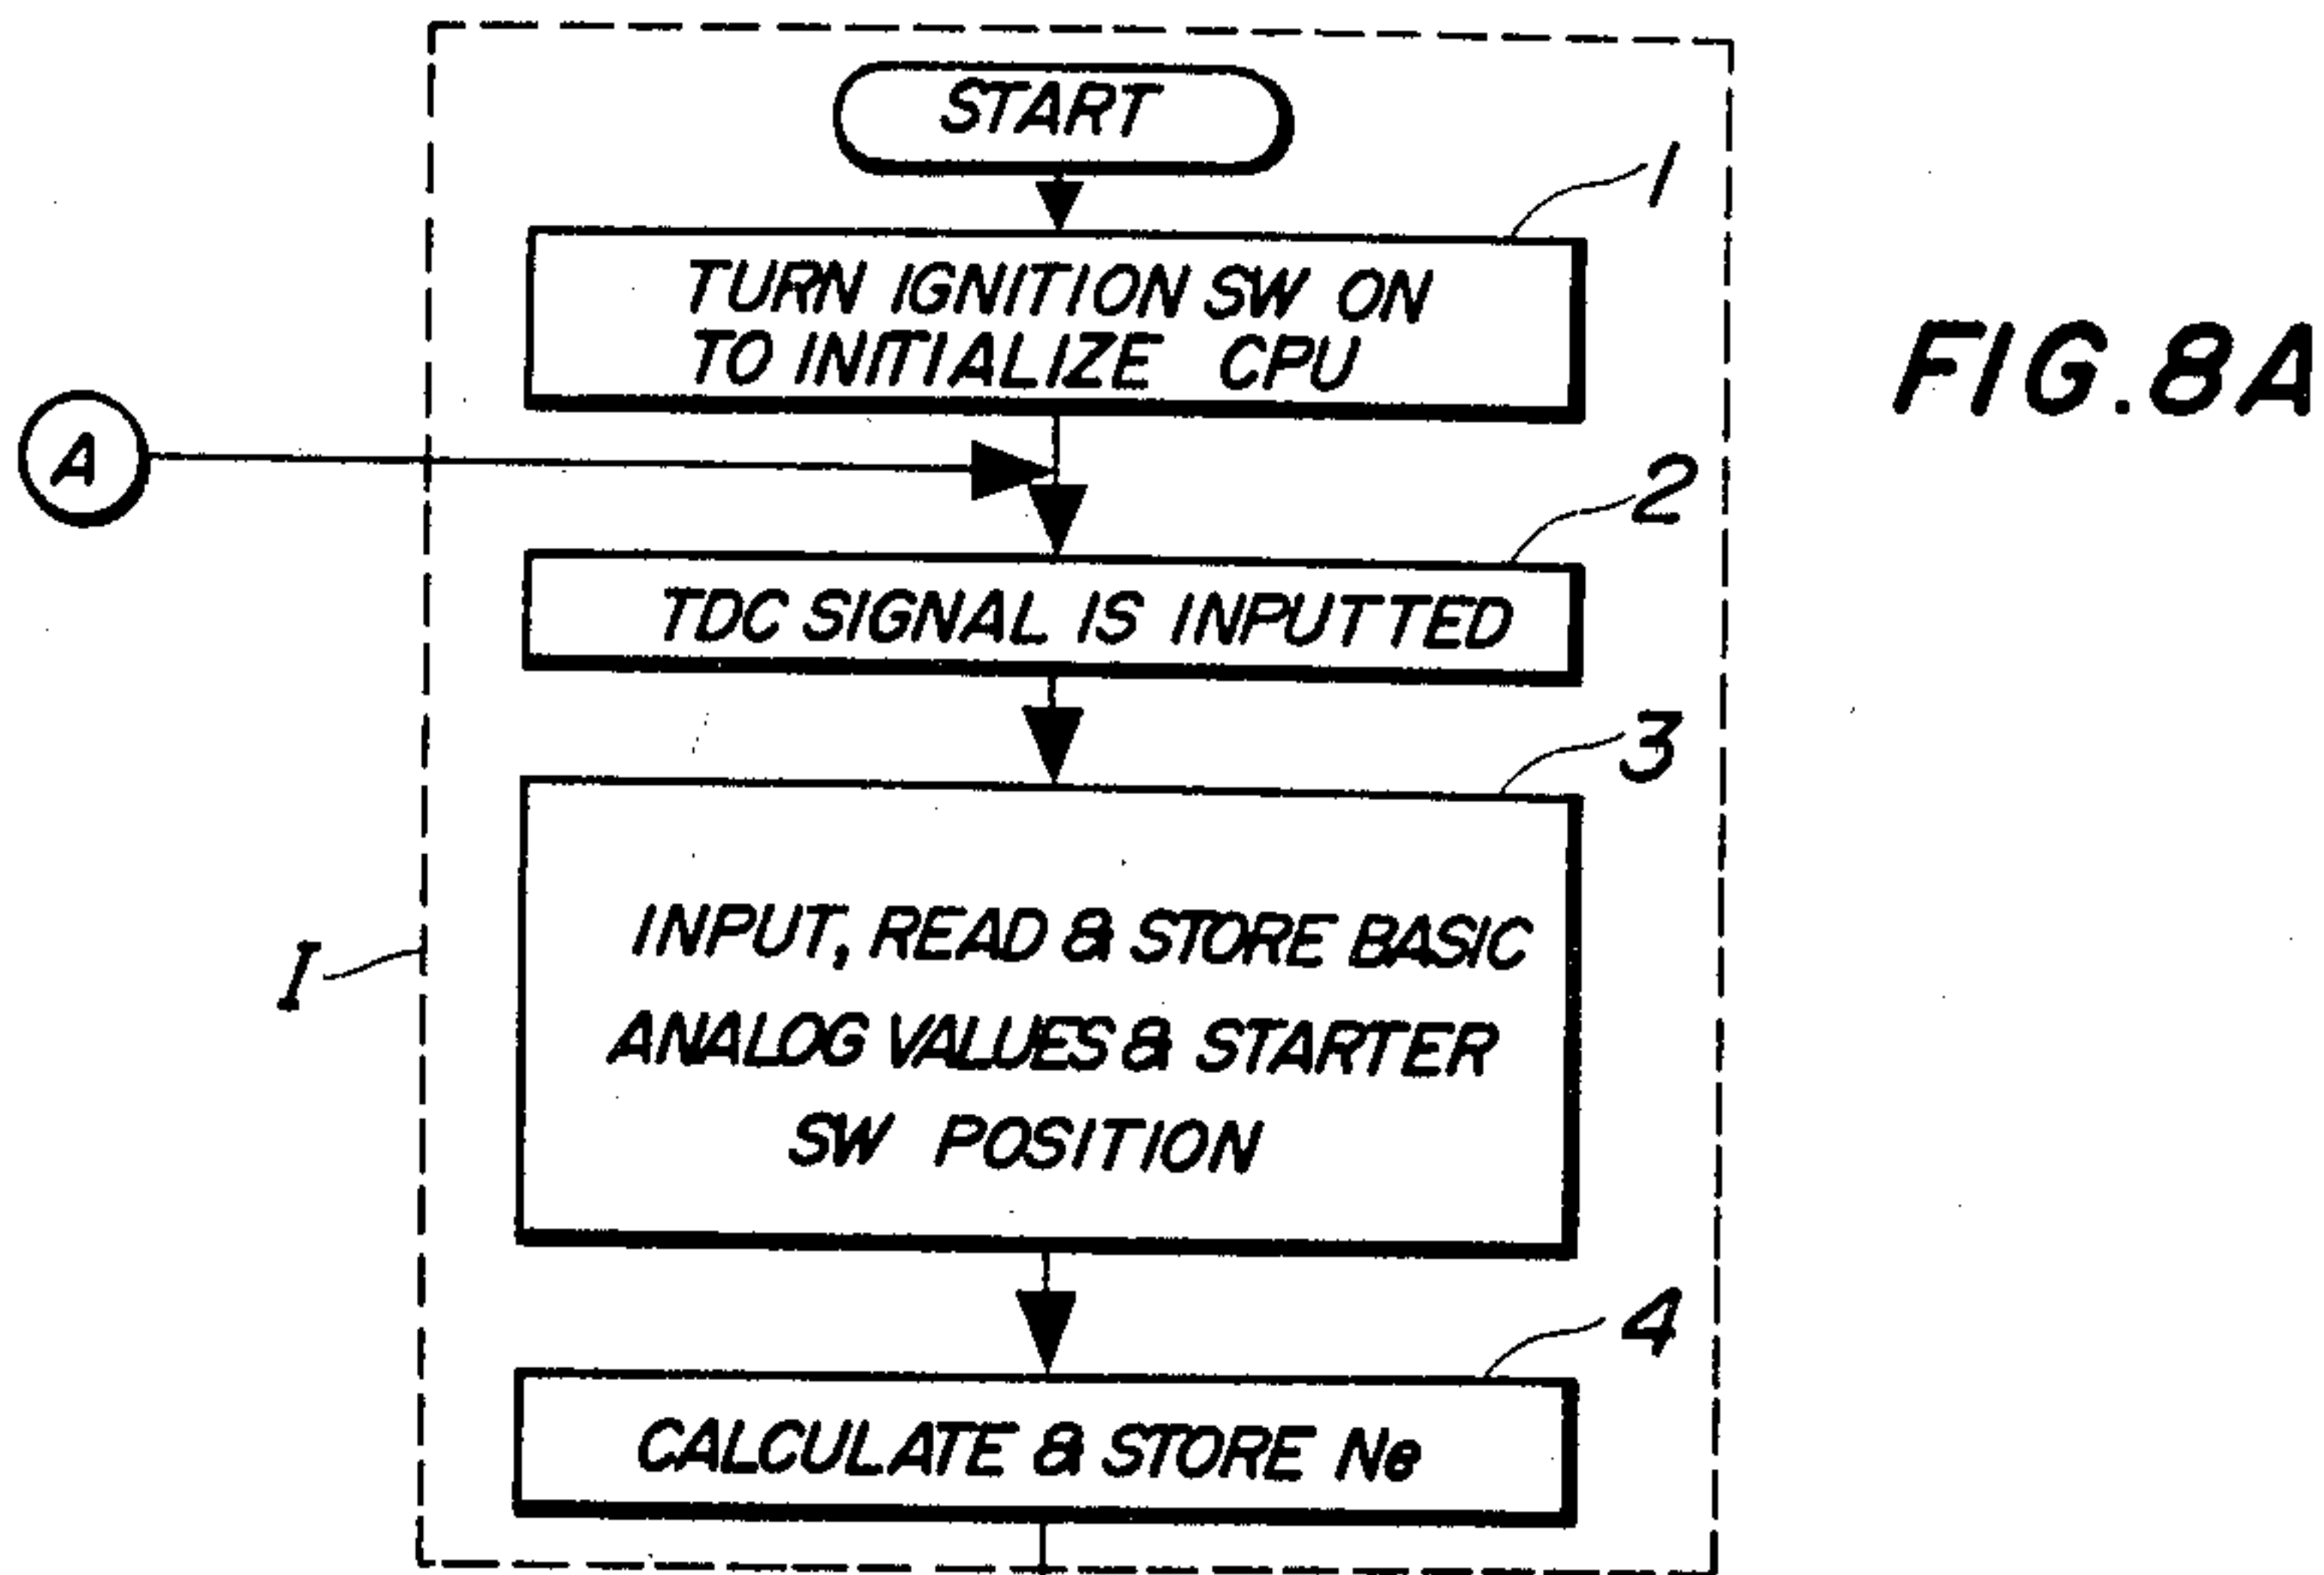 START
1
TURN IGNITION SW ON
TO INITIALIZE CPU
FIG. 8A
A
2
TDC SIGNAL IS INPUTTED
3
INPUT, READ & STORE BASIC
ANALOG VALUES & STARTER
SW POSITION
I
4
CALCULATE & STORE Ne